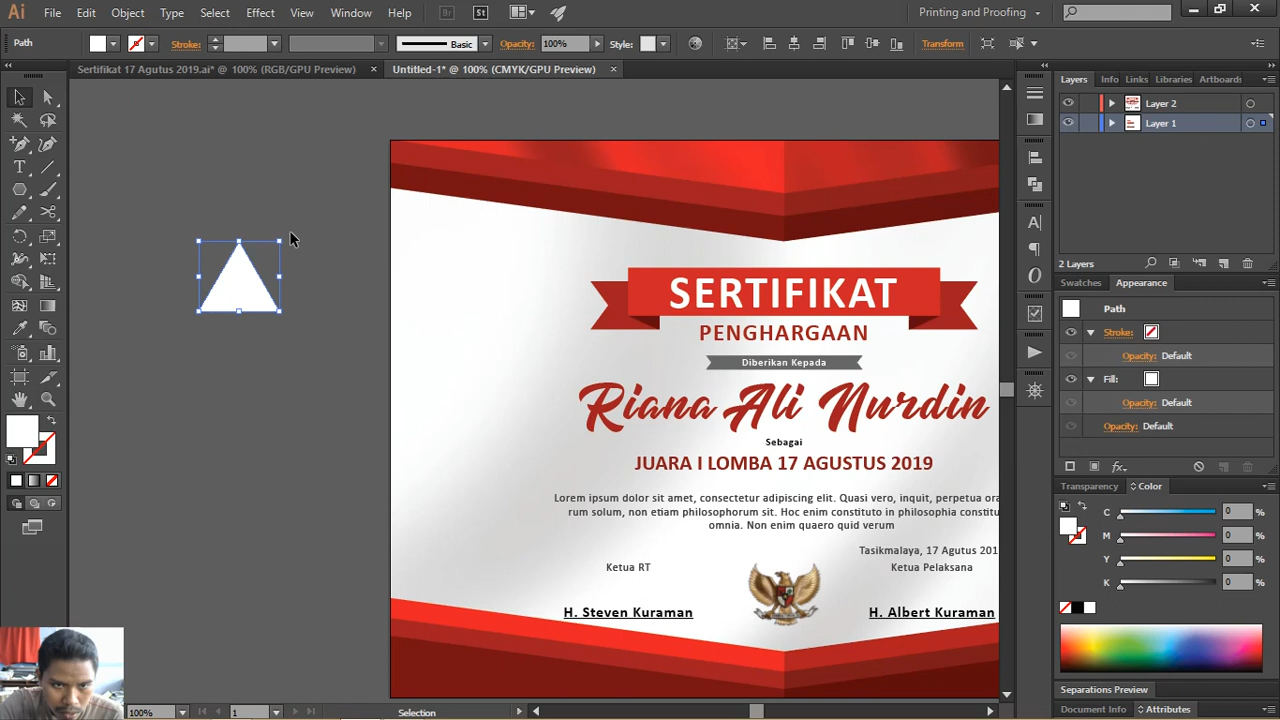 Ai File Edit Object Type Select Effect View Window Help Br St Printing and Proofing
Path Stroke: Basic Opacity: 100% Style: Transform
Sertifikat 17 Agutus 2019.ai* @ 100% (RGB/GPU Preview) × Untitled-1* @ 100% (CMYK/GPU Preview) ×
Layers Info Links Libraries Artboards
Layer 2
Layer 1
2 Layers
Swatches Appearance
Path
Stroke:
Opacity: Default
Fill:
Opacity: Default
Opacity: Default
fx
Transparency Color
C 0 %
M 0 %
Y 0 %
K 0 %
Separations Preview
Document Info Attributes
SERTIFIKAT
PENGHARGAAN
Diberikan Kepada
Riana Ali Nurdin
Sebagai
JUARA I LOMBA 17 AGUSTUS 2019
Lorem ipsum dolor sit amet, consectetur adipiscing elit. Quasi vero, inquit, perpetua ora
rum solum, non etiam philosophorum sit. Hoc enim constituto in philosophia constitu
omnia. Non enim quaero quid verum
Tasikmalaya, 17 Agutus 201
Ketua RT Ketua Pelaksana
H. Steven Kuraman H. Albert Kuraman
100% 1 Selection